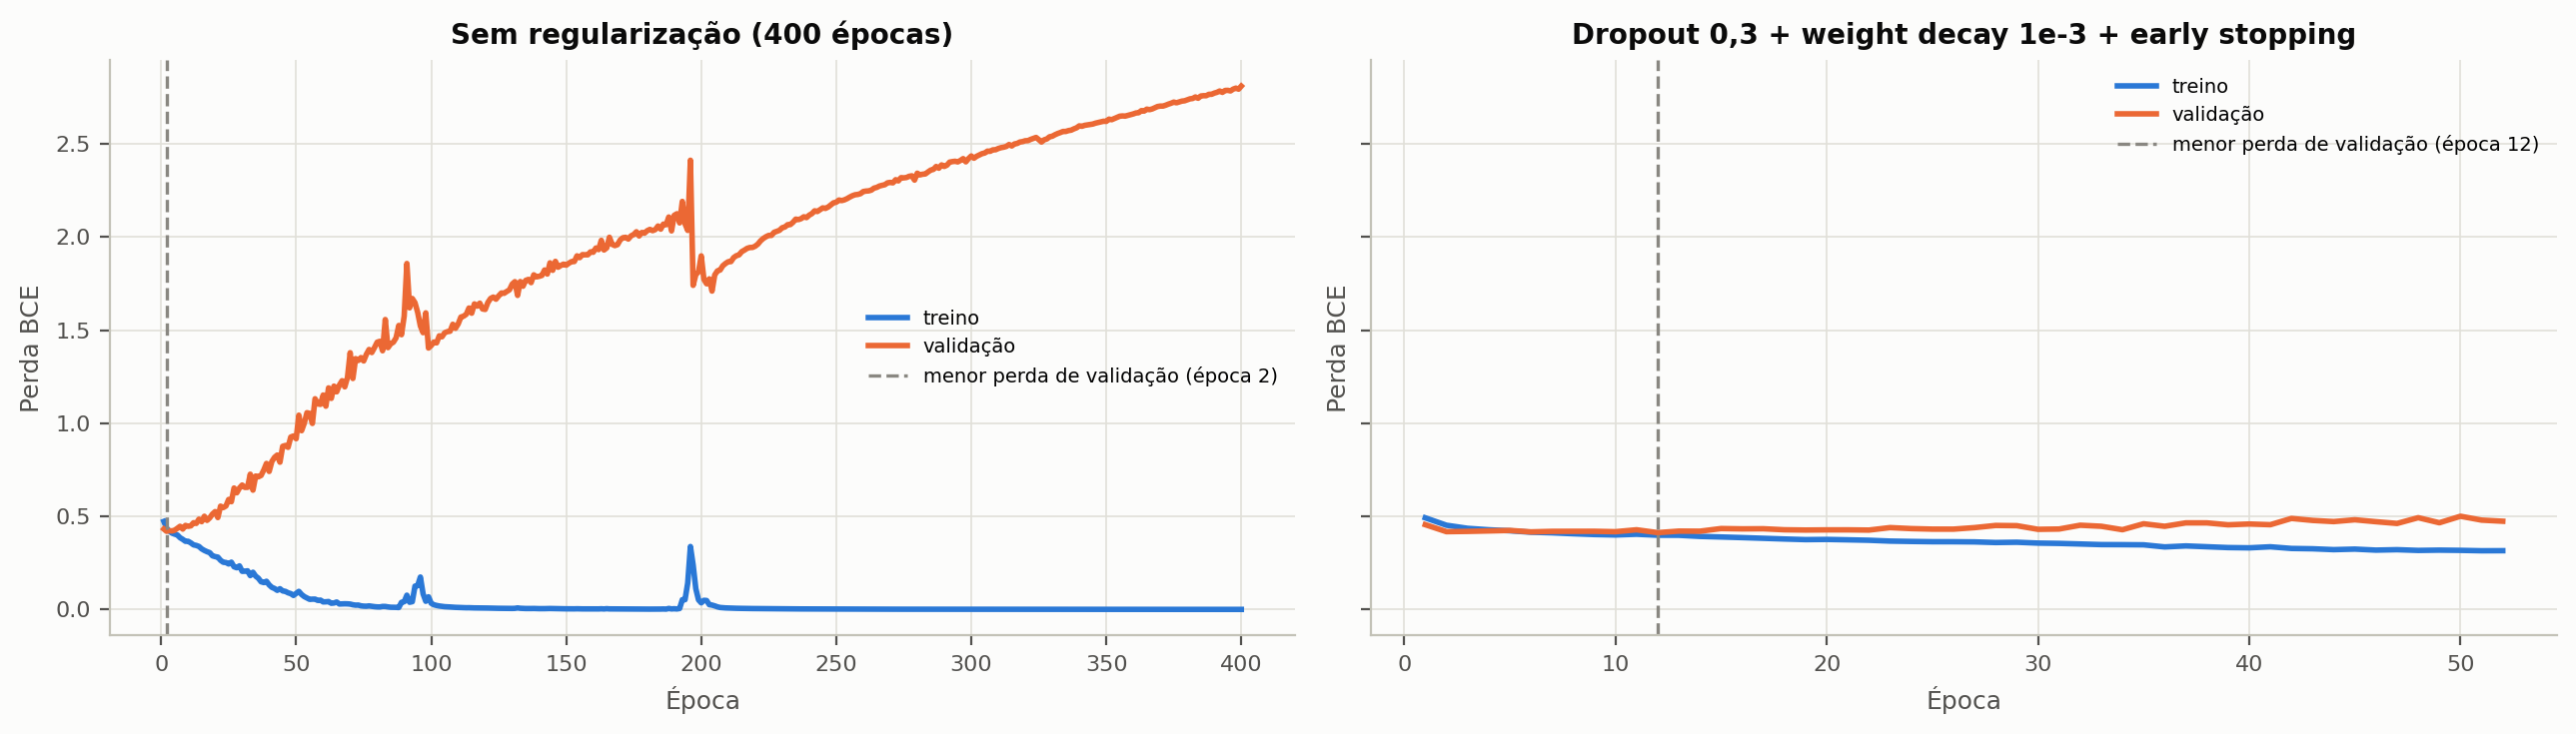 Sem regularização (400 épocas)
Perda BCE
2.5
2.0
1.5
1.0
0.5
0.0
treino
validação
menor perda de validação (época 2)
0 50 100 150 200 250 300 350 400
Época
Dropout 0,3 + weight decay 1e-3 + early stopping
Perda BCE
treino
validação
menor perda de validação (época 12)
0 10 20 30 40 50
Época